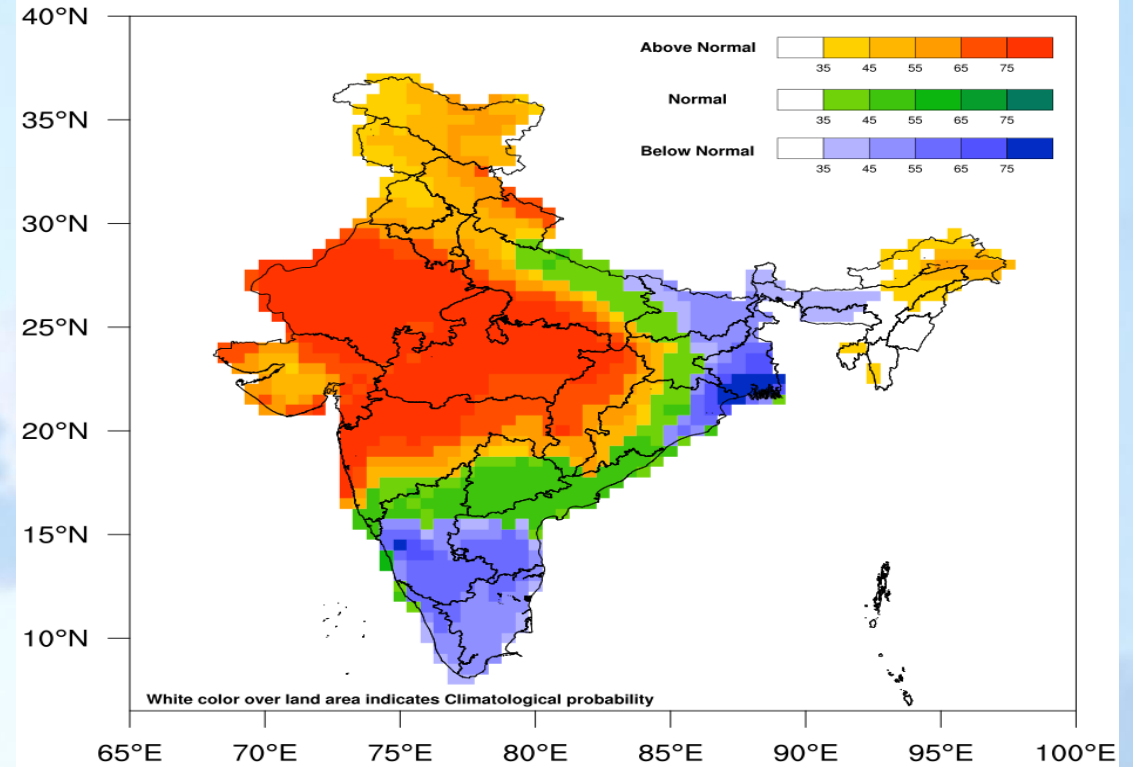 40°N
Above Normal
35 45 55 65 75
35°N
Normal
35 45 55 65 75
Below Normal
35 45 55 65 75
30°N
25°N
20°N
15°N
10°N
White color over land area indicates Climatological probability
65°E 70°E 75°E 80°E 85°E 90°E 95°E 100°E